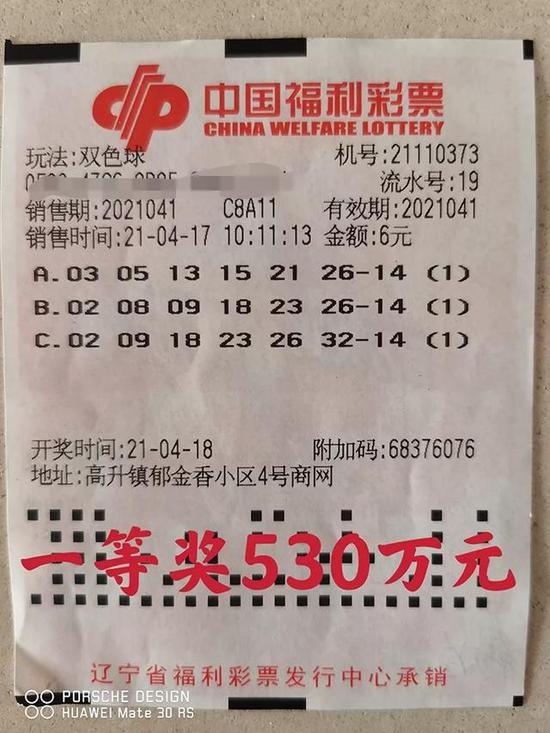 中国福利彩票
CHINA WELFARE LOTTERY
玩法:双色球 机号:21110373
流水号:19
销售期:2021041 C8A11 有效期:2021041
销售时间:21-04-17 10:11:13 金额:6元
A.03 05 13 15 21 26-14 (1)
B.02 08 09 18 23 26-14 (1)
C.02 09 18 23 26 32-14 (1)
开奖时间:21-04-18 附加码:68376076
地址:高升镇郁金香小区4号商网
一等奖530万元
辽宁省福利彩票发行中心承销
PORSCHE DESIGN
HUAWEI Mate 30 RS